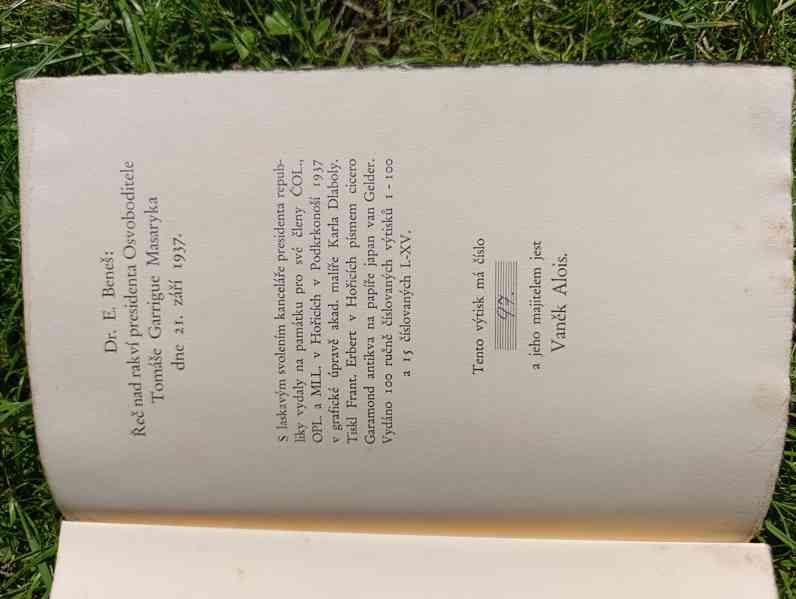 Dr. E. Beneš:
Řeč nad rakví presidenta Osvoboditele
Tomáše Garrigue Masaryka
dne 21. září 1937.
S laskavým svolením kanceláře presidenta repub-
liky vydaly na památku pro své členy ČOL.,
OPL. a MLL. v Hořicích v Podkrkonoší 1937
v grafické úpravě akad. malíře Karla Dlaboly.
Tiskl Frant. Erbert v Hořicích písmem cicero
Garamond antikva na papíře japan van Gelder.
Vydáno 100 ručně číslovaných výtisků 1 - 100
a 15 číslovaných I.-XV.
Tento výtisk má číslo
97.
a jeho majitelem jest
Vaněk Alois.